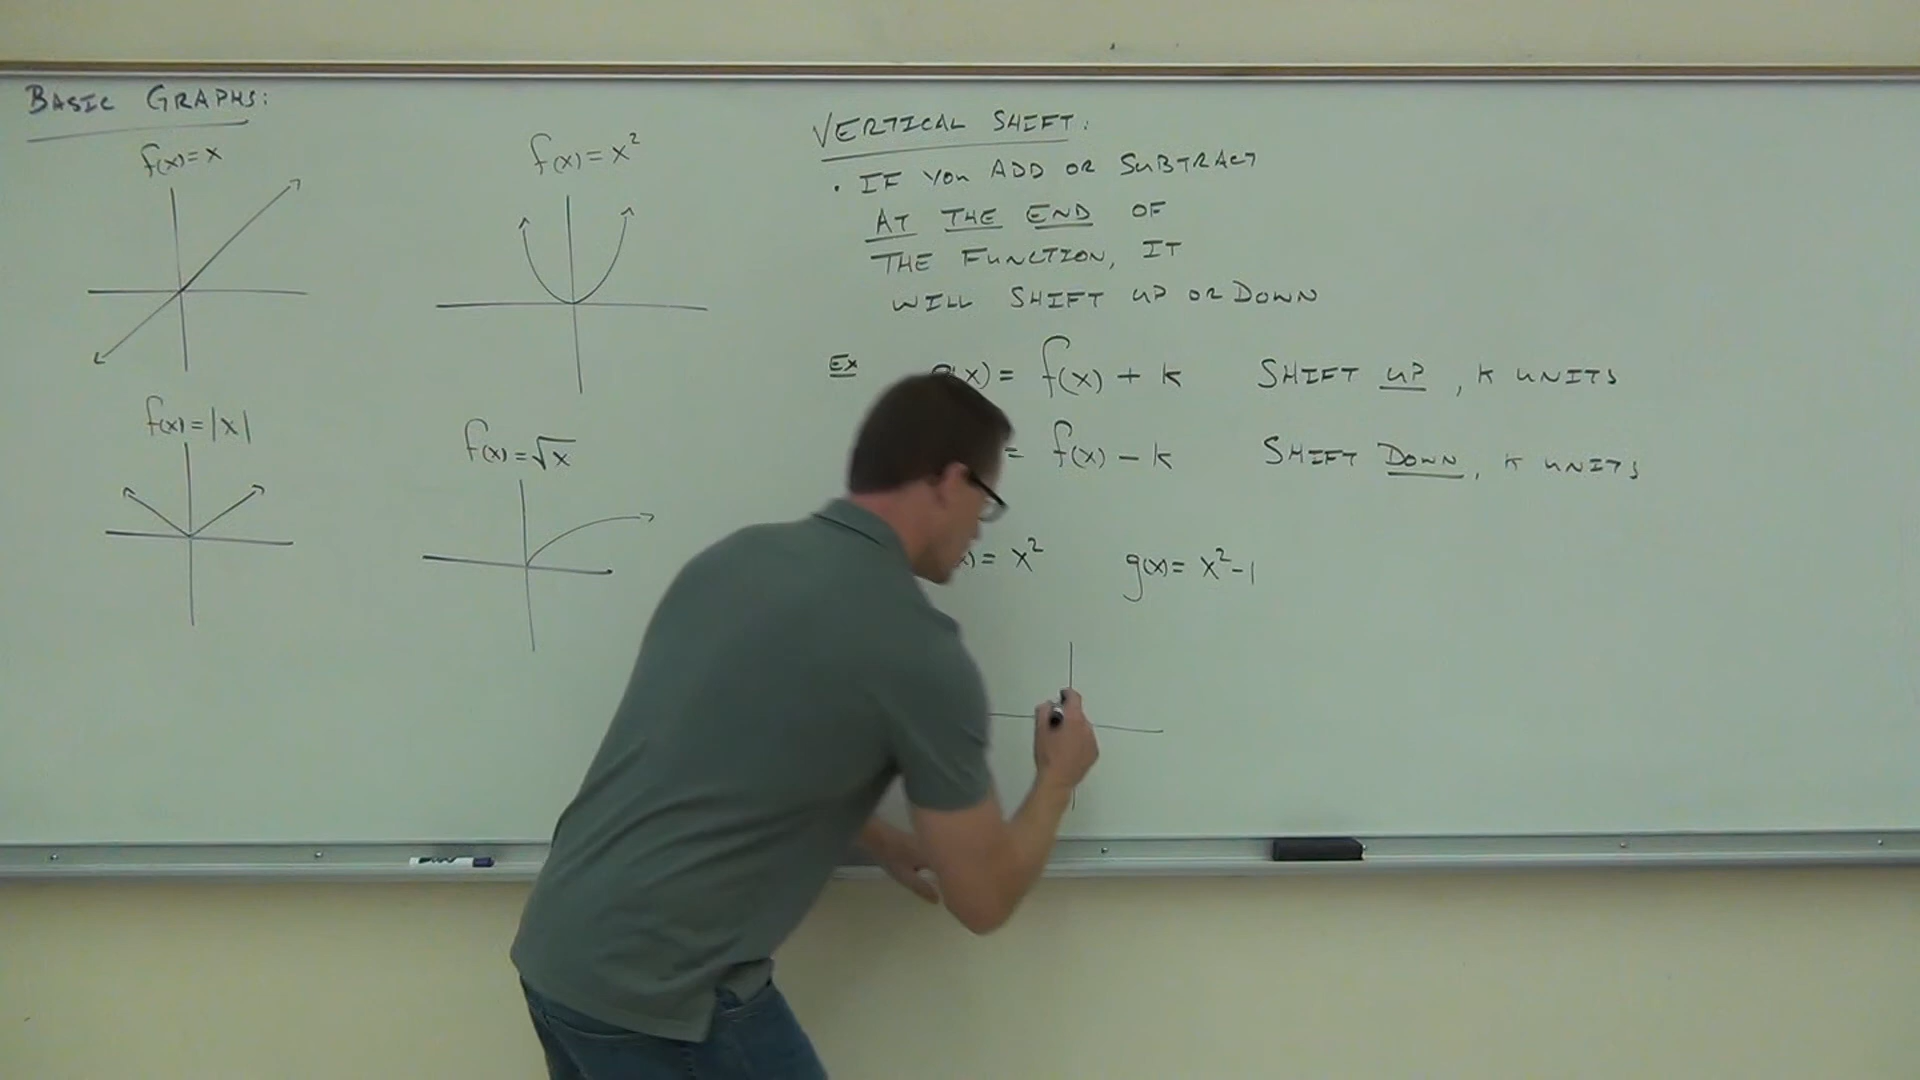 BASIC GRAPHS:
f(x) = x
f(x) = x²
f(x) = |x|
f(x) = √x
VERTICAL SHIFT:
• IF YOU ADD OR SUBTRACT
AT THE END OF
THE FUNCTION, IT
WILL SHIFT UP OR DOWN
Ex (x) = f(x) + k SHIFT UP, K UNITS
= f(x) - k SHIFT DOWN, K UNITS
x) = x² g(x) = x² - 1